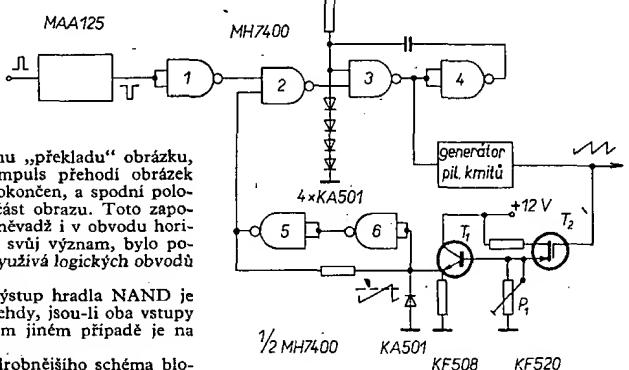 MAA125
MH7400
1
2
3
4
generátor
pil. kmitů
4×KA501
+12 V
T1
T2
5
6
P1
½ MH7400
KA501
KF508
KF520
nu „překladu“ obrázku,
mpuls přehodí obrázek
okončen, a spodní polo-
část obrazu. Toto zapo-
něvadž i v obvodu hori-
svůj význam, bylo po-
yužívá logických obvodů
ýstup hradla NAND je
ehdy, jsou-li oba vstupy
m jiném případě je na
drobnějšího schéma blo-